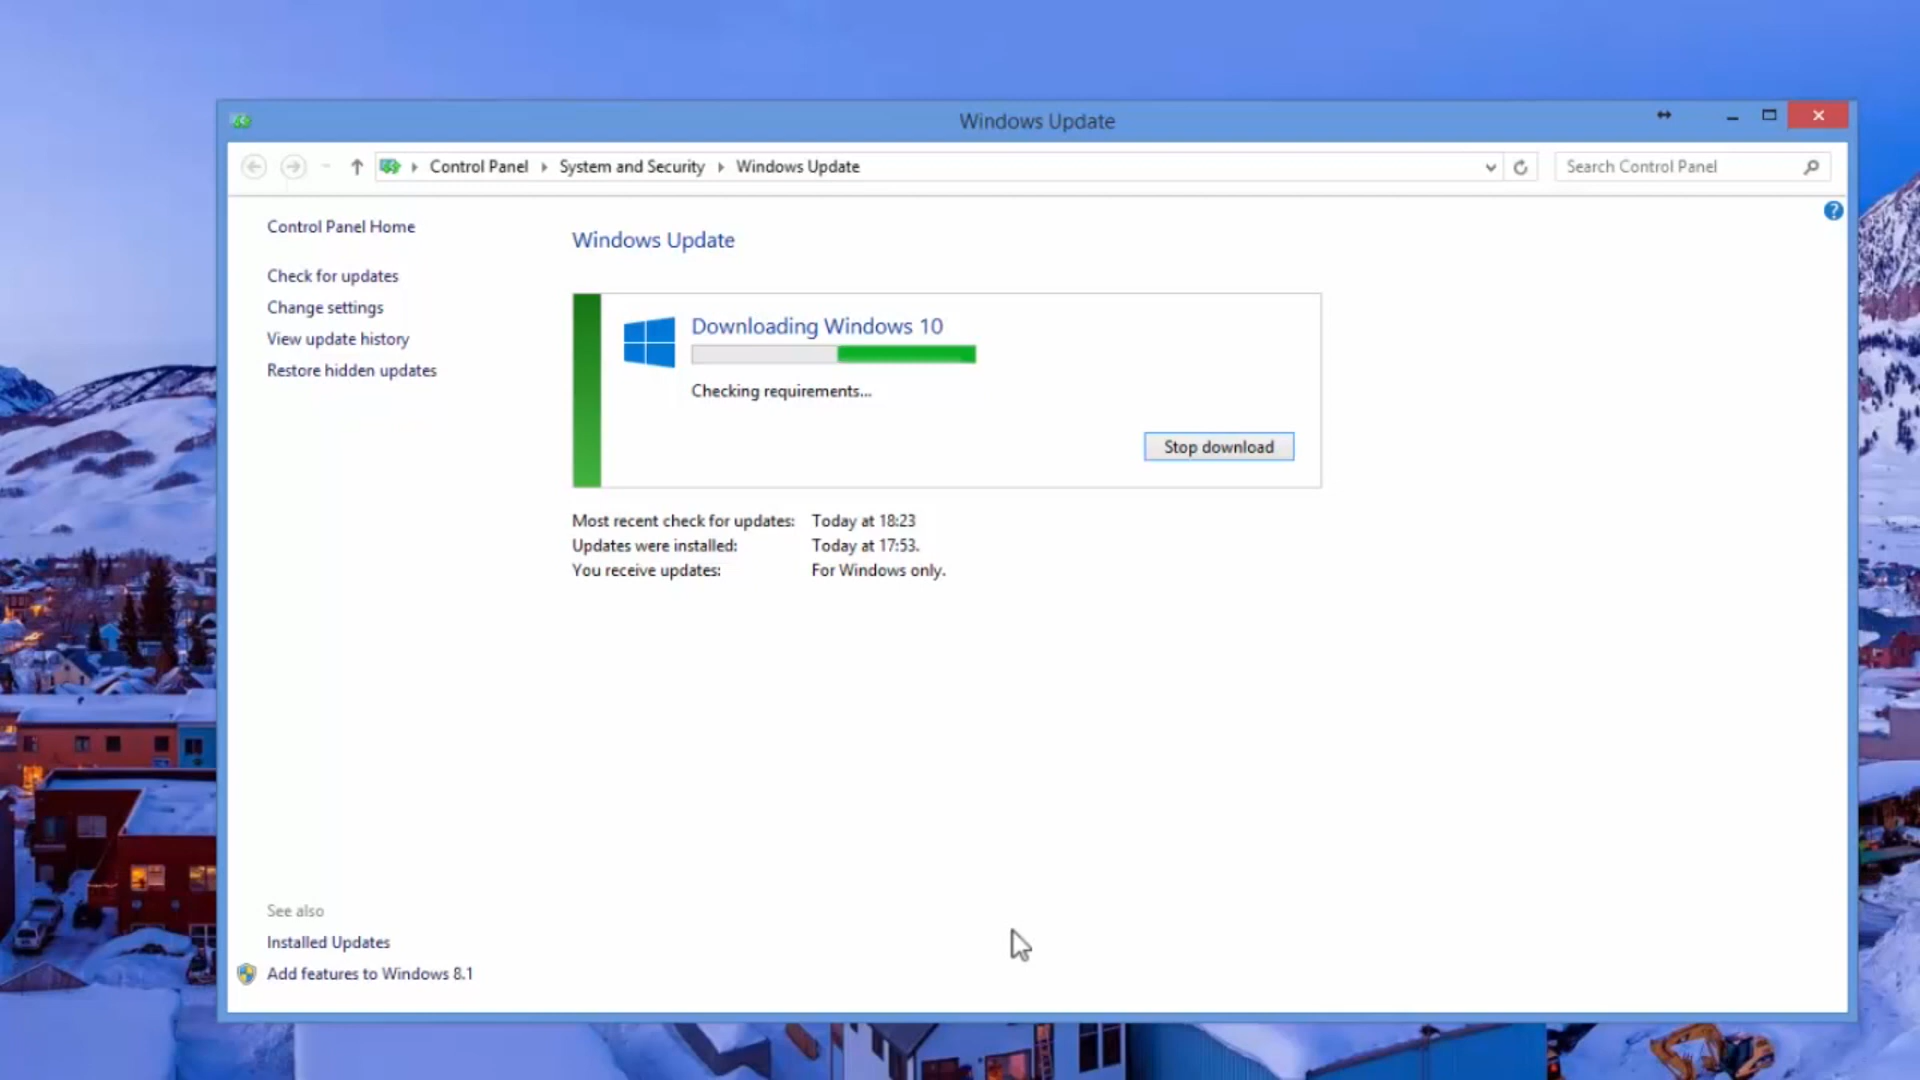 Windows Update
Control Panel System and Security Windows Update
Search Control Panel
Control Panel Home
Check for updates
Change settings
View update history
Restore hidden updates
Windows Update
Downloading Windows 10
Checking requirements...
Stop download
Most recent check for updates: Today at 18:23
Updates were installed: Today at 17:53.
You receive updates: For Windows only.
See also
Installed Updates
Add features to Windows 8.1